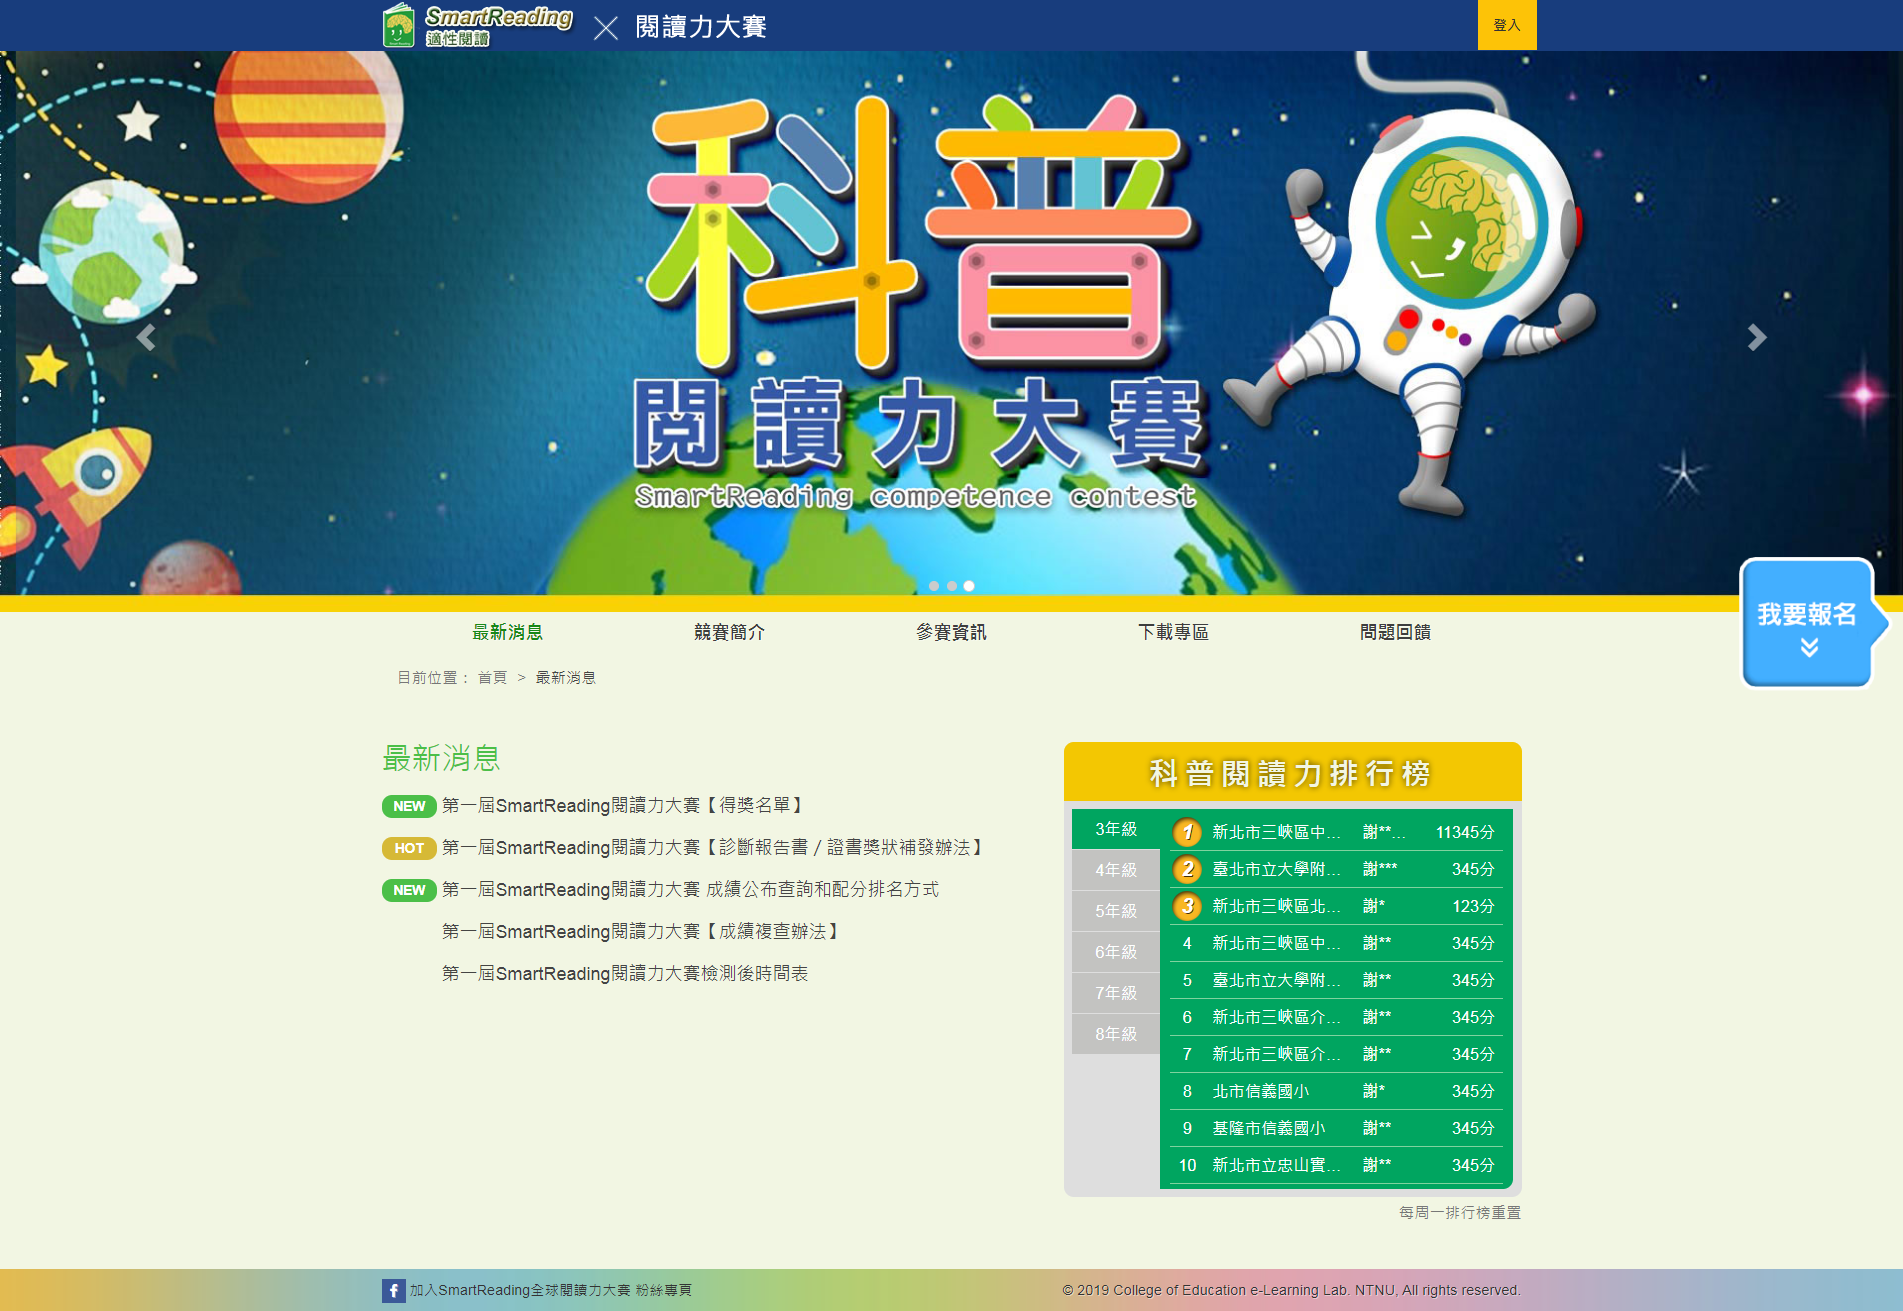 SmartReading
適性閱讀
閱讀力大賽
登入
科普
閱讀力大賽
SmartReading competence contest
我要報名
最新消息
競賽簡介
參賽資訊
下載專區
問題回饋
目前位置： 首頁 > 最新消息
最新消息
NEW 第一屆SmartReading閱讀力大賽【得獎名單】
HOT 第一屆SmartReading閱讀力大賽【診斷報告書 / 證書獎狀補發辦法】
NEW 第一屆SmartReading閱讀力大賽 成績公布查詢和配分排名方式
第一屆SmartReading閱讀力大賽【成績複查辦法】
第一屆SmartReading閱讀力大賽檢測後時間表
科普閱讀力排行榜
3年級
4年級
5年級
6年級
7年級
8年級
1 新北市三峽區中... 謝**... 11345分
2 臺北市立大學附... 謝*** 345分
3 新北市三峽區北... 謝* 123分
4 新北市三峽區中... 謝** 345分
5 臺北市立大學附... 謝** 345分
6 新北市三峽區介... 謝** 345分
7 新北市三峽區介... 謝** 345分
8 北市信義國小 謝* 345分
9 基隆市信義國小 謝** 345分
10 新北市立忠山實... 謝** 345分
每周一排行榜重置
加入SmartReading全球閱讀力大賽 粉絲專頁
© 2019 College of Education e-Learning Lab. NTNU, All rights reserved.